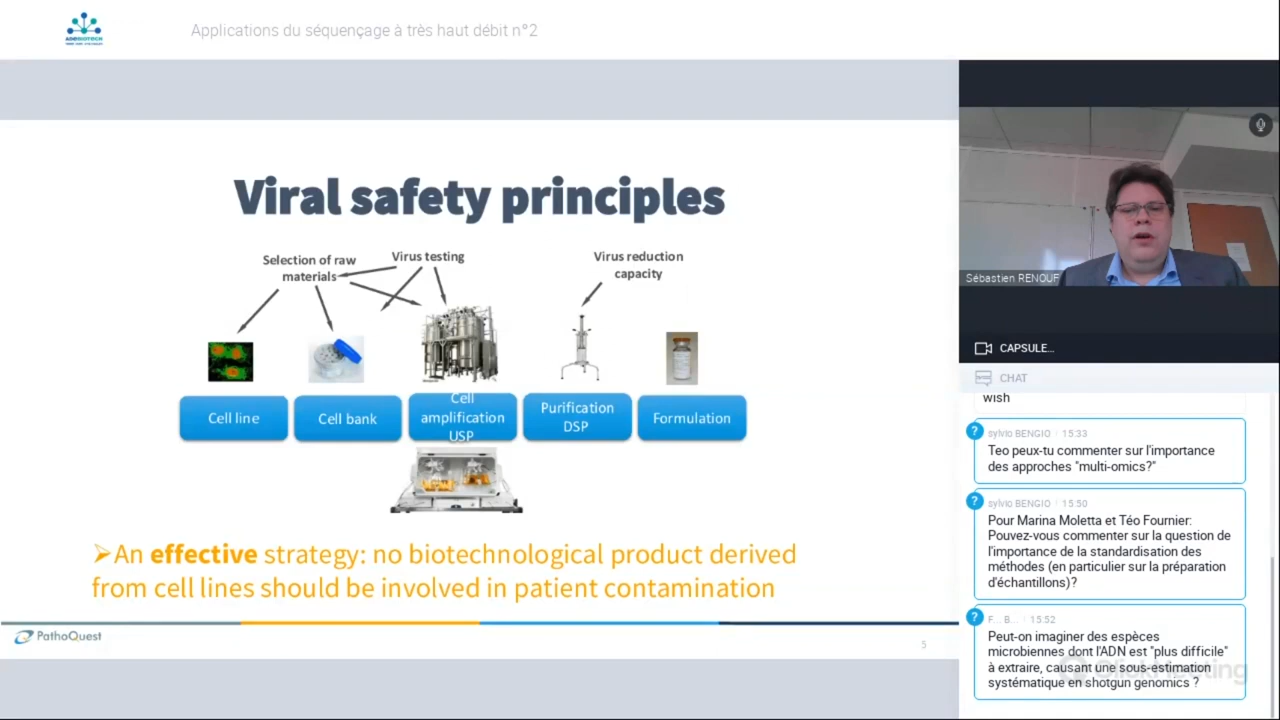 ADEBIOTECH
Applications du séquençage à très haut débit n°2
Viral safety principles
Selection of raw
materials
Virus testing
Virus reduction
capacity
Cell line
Cell bank
Cell
amplification
USP
Purification
DSP
Formulation
➢An effective strategy: no biotechnological product derived
from cell lines should be involved in patient contamination
PathoQuest
5
Sébastien RENOUF
CAPSULE...
CHAT
wish
? sylvio BENGIO 15:33
Teo peux-tu commenter sur l'importance
des approches "multi-omics?"
? sylvio BENGIO 15:50
Pour Marina Moletta et Téo Fournier:
Pouvez-vous commenter sur la question de
l'importance de la standardisation des
méthodes (en particulier sur la préparation
d'échantillons)?
? F... B... 15:52
Peut-on imaginer des espèces
microbiennes dont l'ADN est "plus difficile"
à extraire, causant une sous-estimation
systématique en shotgun genomics ?
ClickMeeting